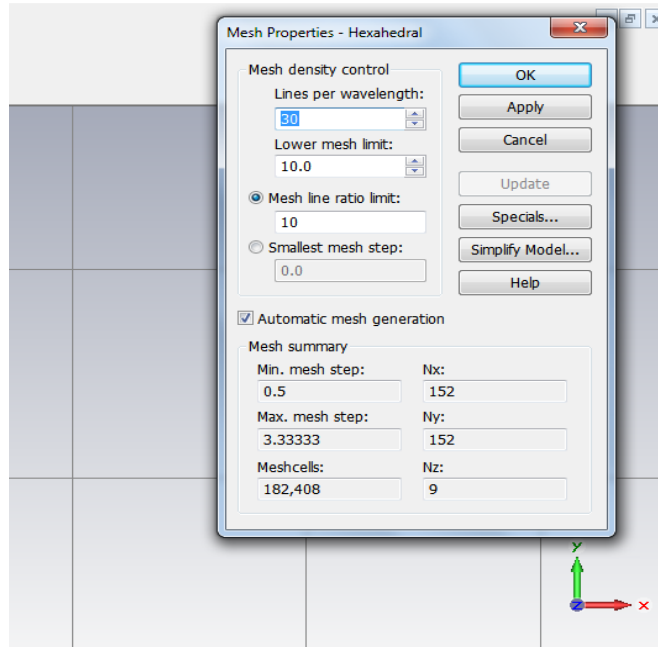 Mesh Properties - Hexahedral
Mesh density control
Lines per wavelength:
30
Lower mesh limit:
10.0
Mesh line ratio limit:
10
Smallest mesh step:
0.0
OK
Apply
Cancel
Update
Specials...
Simplify Model...
Help
Automatic mesh generation
Mesh summary
Min. mesh step: Nx:
0.5 152
Max. mesh step: Ny:
3.33333 152
Meshcells: Nz:
182,408 9
y
z x